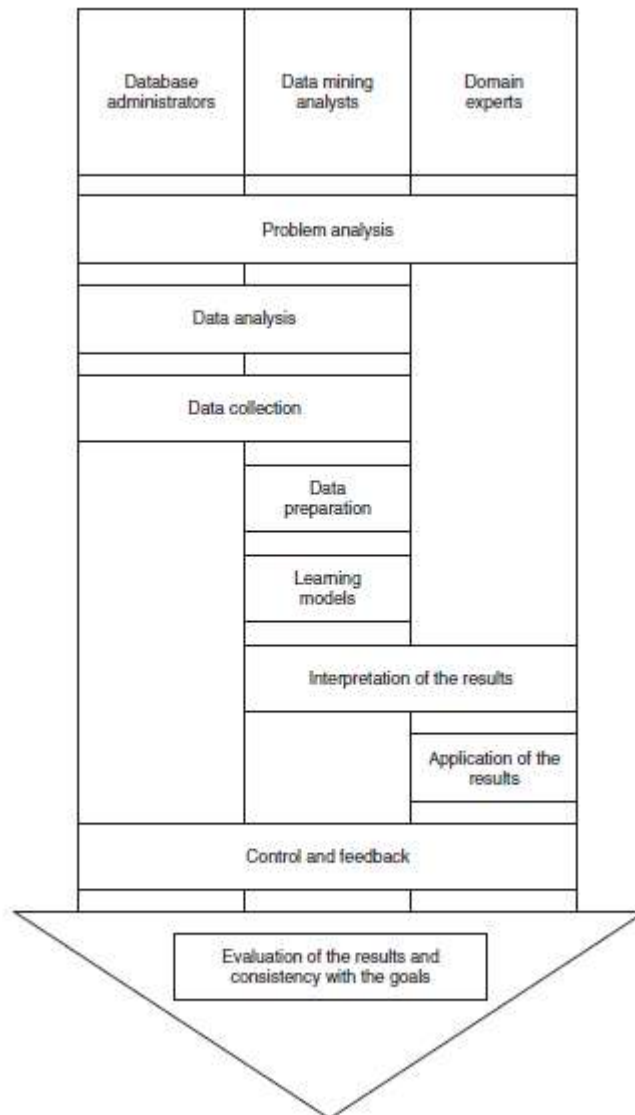 Database
administrators
Data mining
analysts
Domain
experts
Problem analysis
Data analysis
Data collection
Data
preparation
Learning
models
Interpretation of the results
Application of the
results
Control and feedback
Evaluation of the results and
consistency with the goals